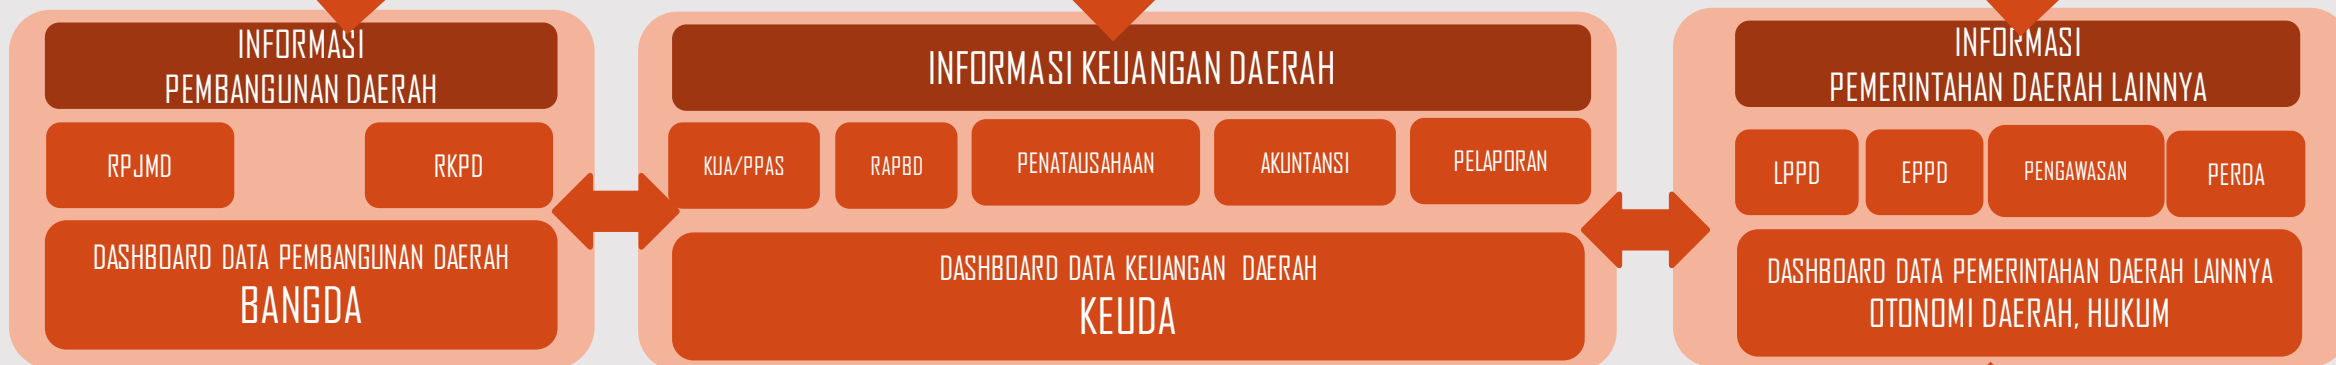 INFORMASI
PEMBANGUNAN DAERAH
RPJMD
RKPD
DASHBOARD DATA PEMBANGUNAN DAERAH
BANGDA
INFORMASI KEUANGAN DAERAH
KUA/PPAS
RAPBD
PENATAUSAHAAN
AKUNTANSI
PELAPORAN
DASHBOARD DATA KEUANGAN DAERAH
KEUDA
INFORMASI
PEMERINTAHAN DAERAH LAINNYA
LPPD
EPPD
PENGAWASAN
PERDA
DASHBOARD DATA PEMERINTAHAN DAERAH LAINNYA
OTONOMI DAERAH, HUKUM